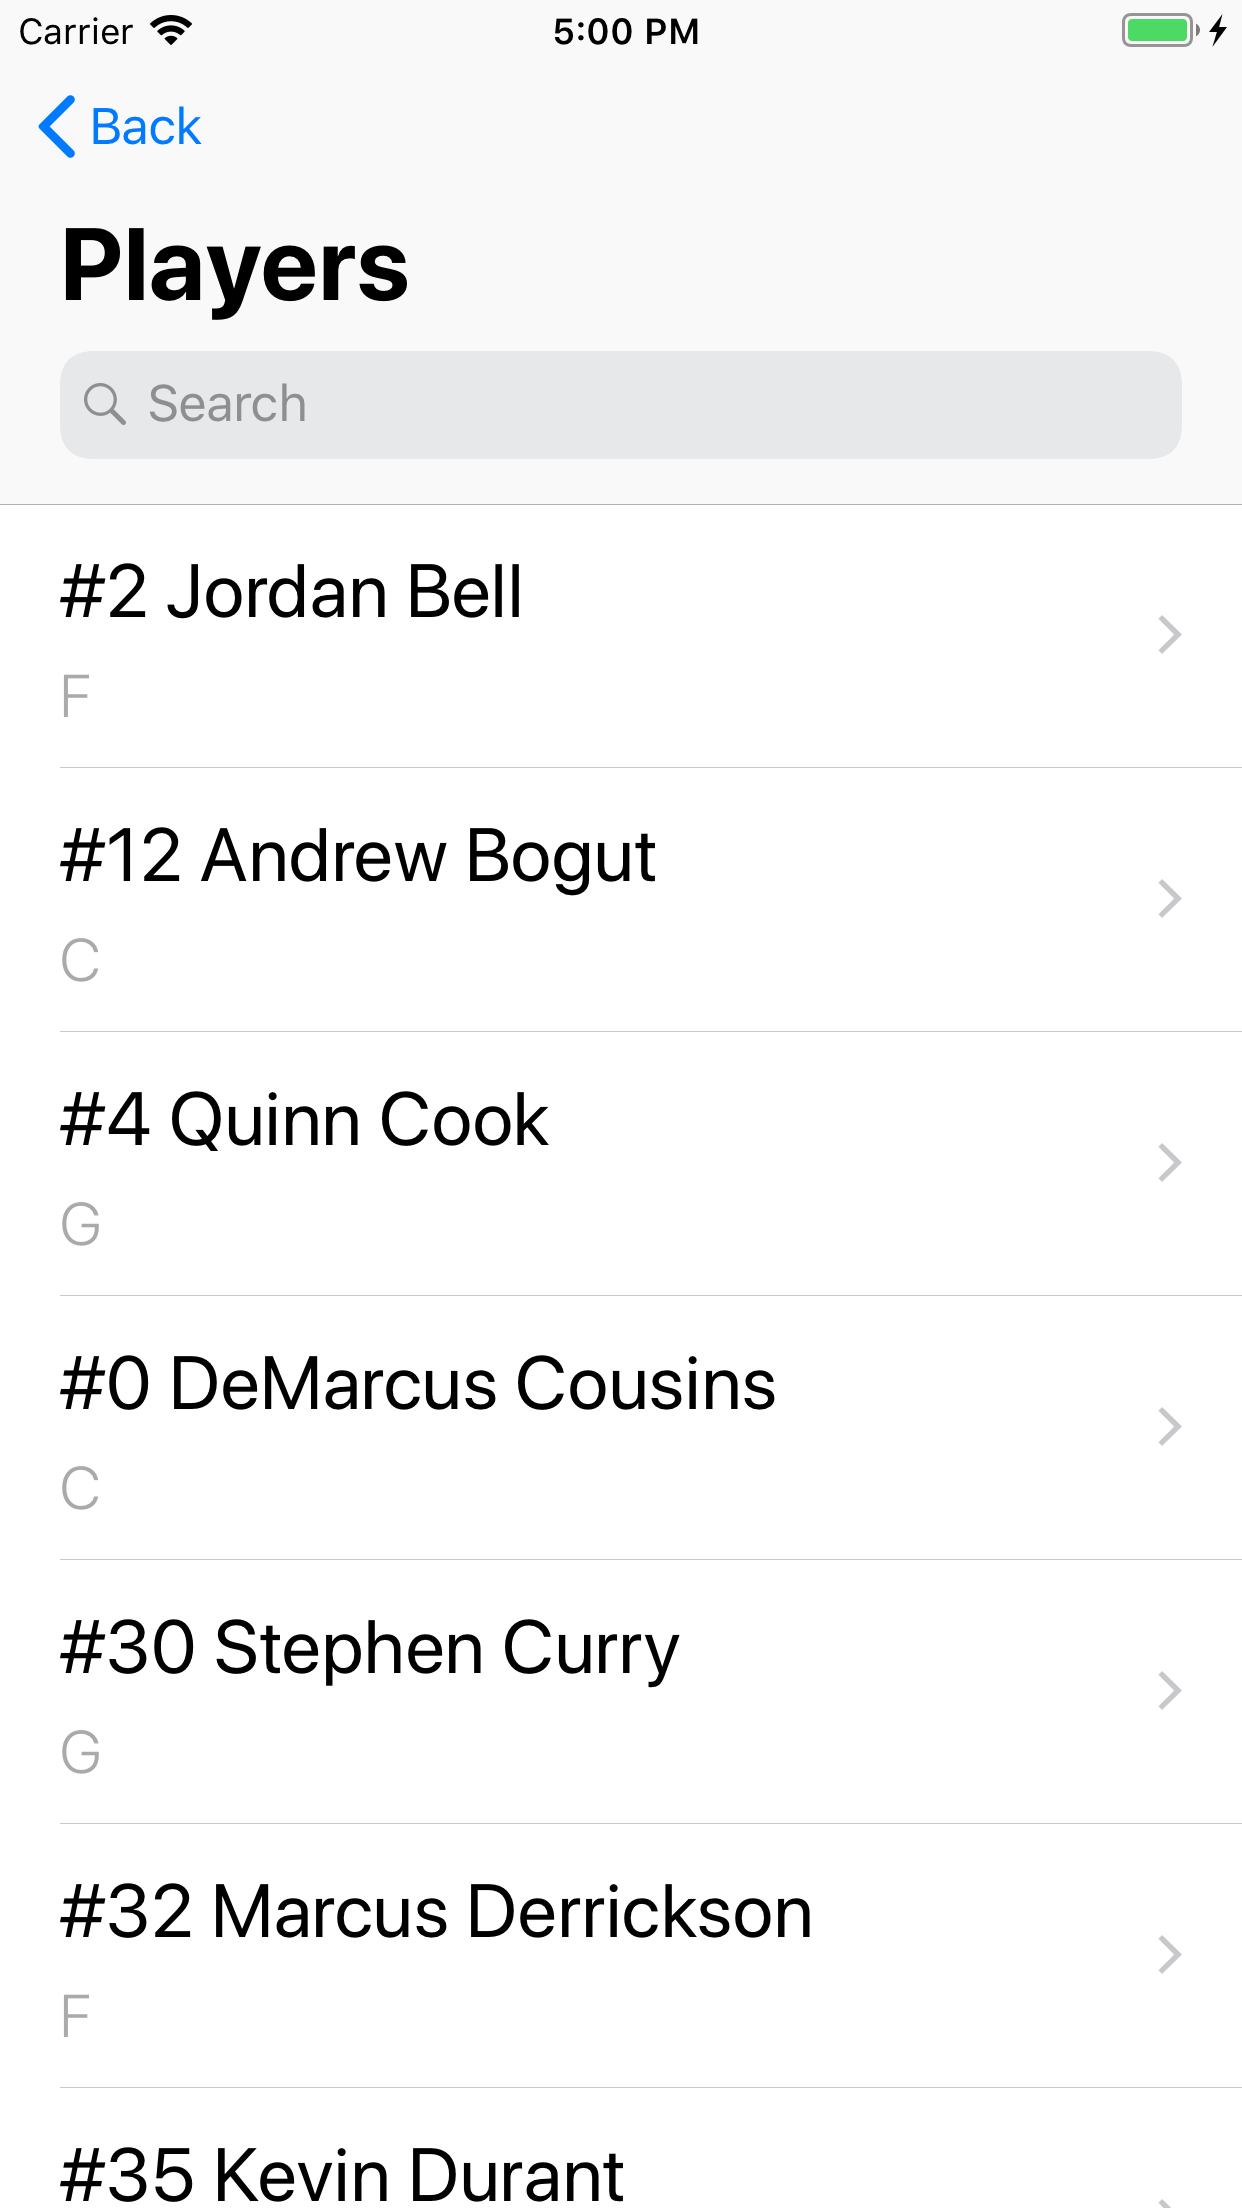 Carrier 5:00 PM
Back
Players
Search
#2 Jordan Bell
F
#12 Andrew Bogut
C
#4 Quinn Cook
G
#0 DeMarcus Cousins
C
#30 Stephen Curry
G
#32 Marcus Derrickson
F
#35 Kevin Durant